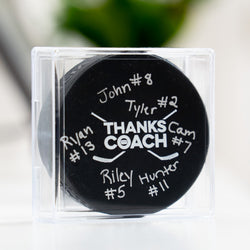 John #8
Tyler #2
Ryan
#13
THANKS
COACH
Cam
#7
Riley
#5
Hunter
#11